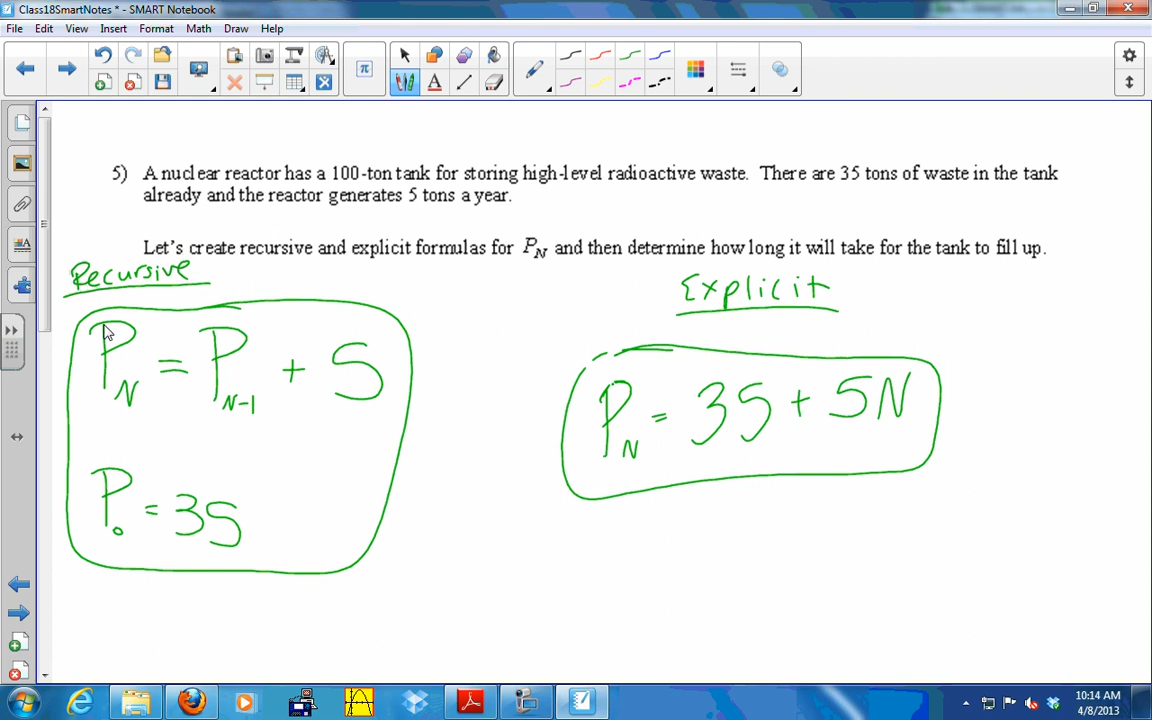 Class18SmartNotes * - SMART Notebook
File Edit View Insert Format Math Draw Help
π
A
5) A nuclear reactor has a 100-ton tank for storing high-level radioactive waste. There are 35 tons of waste in the tank
already and the reactor generates 5 tons a year.
Let's create recursive and explicit formulas for P_N and then determine how long it will take for the tank to fill up.
Recursive
Explicit
P_N = P_N-1 + 5
P_N = 35 + 5N
P_0 = 35
10:14 AM
4/8/2013